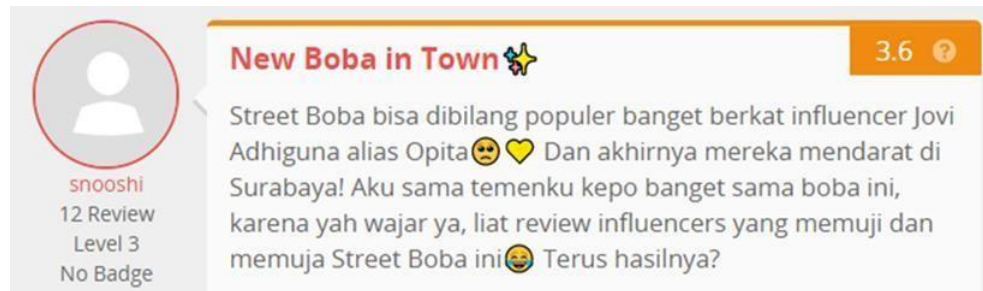 New Boba in Town✨
3.6 ?
Street Boba bisa dibilang populer banget berkat influencer Jovi
Adhiguna alias Opita🥺💛 Dan akhirnya mereka mendarat di
Surabaya! Aku sama temenku kepo banget sama boba ini,
karena yah wajar ya, liat review influencers yang memuji dan
memuja Street Boba ini😂 Terus hasilnya?
snooshi
12 Review
Level 3
No Badge